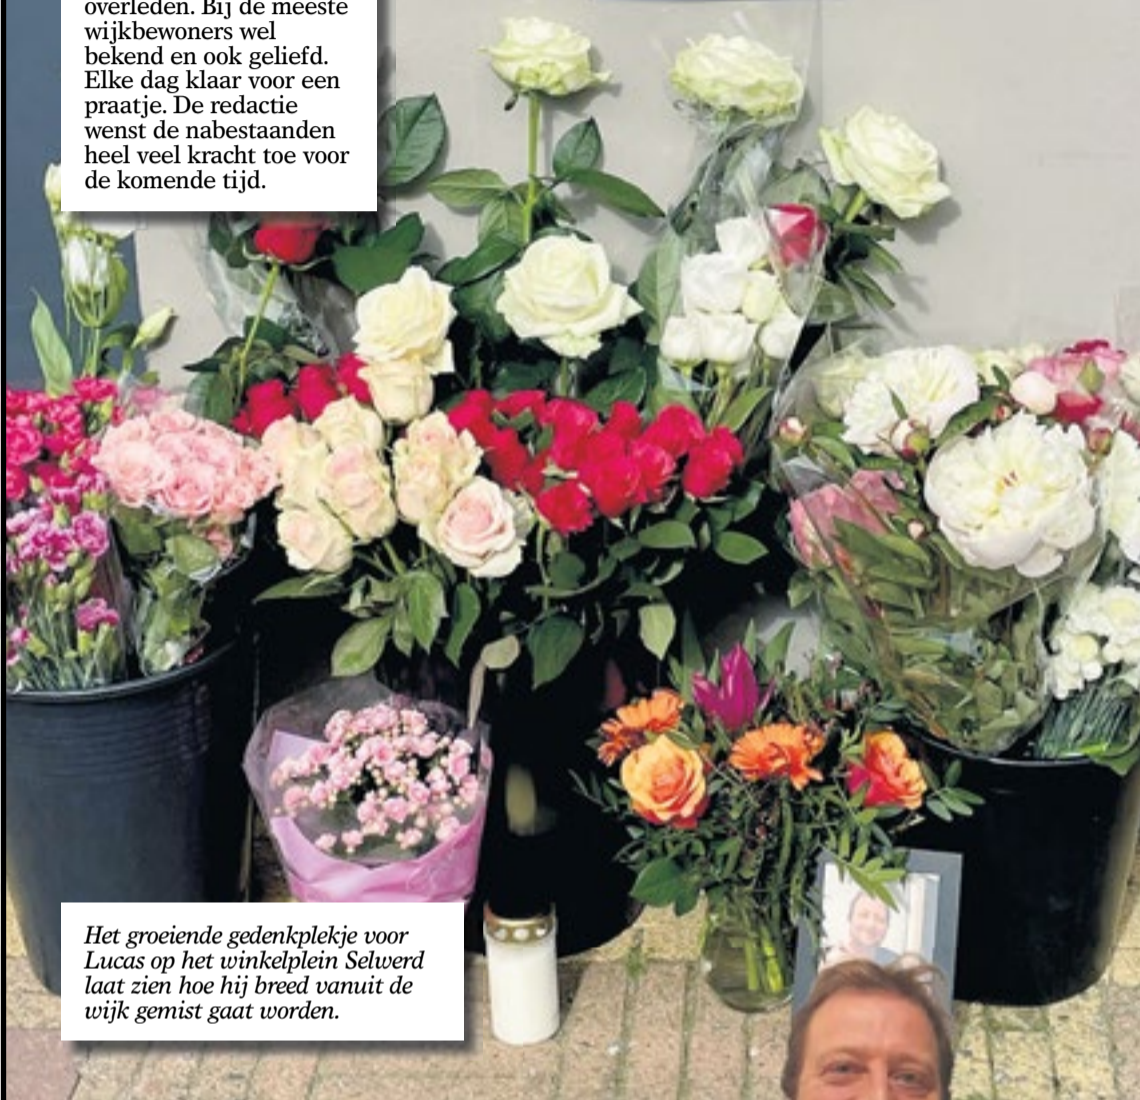 overleden. Bij de meeste
wijkbewoners wel
bekend en ook geliefd.
Elke dag klaar voor een
praatje. De redactie
wenst de nabestaanden
heel veel kracht toe voor
de komende tijd.
Het groeiende gedenkplekje voor
Lucas op het winkelplein Selwerd
laat zien hoe hij breed vanuit de
wijk gemist gaat worden.